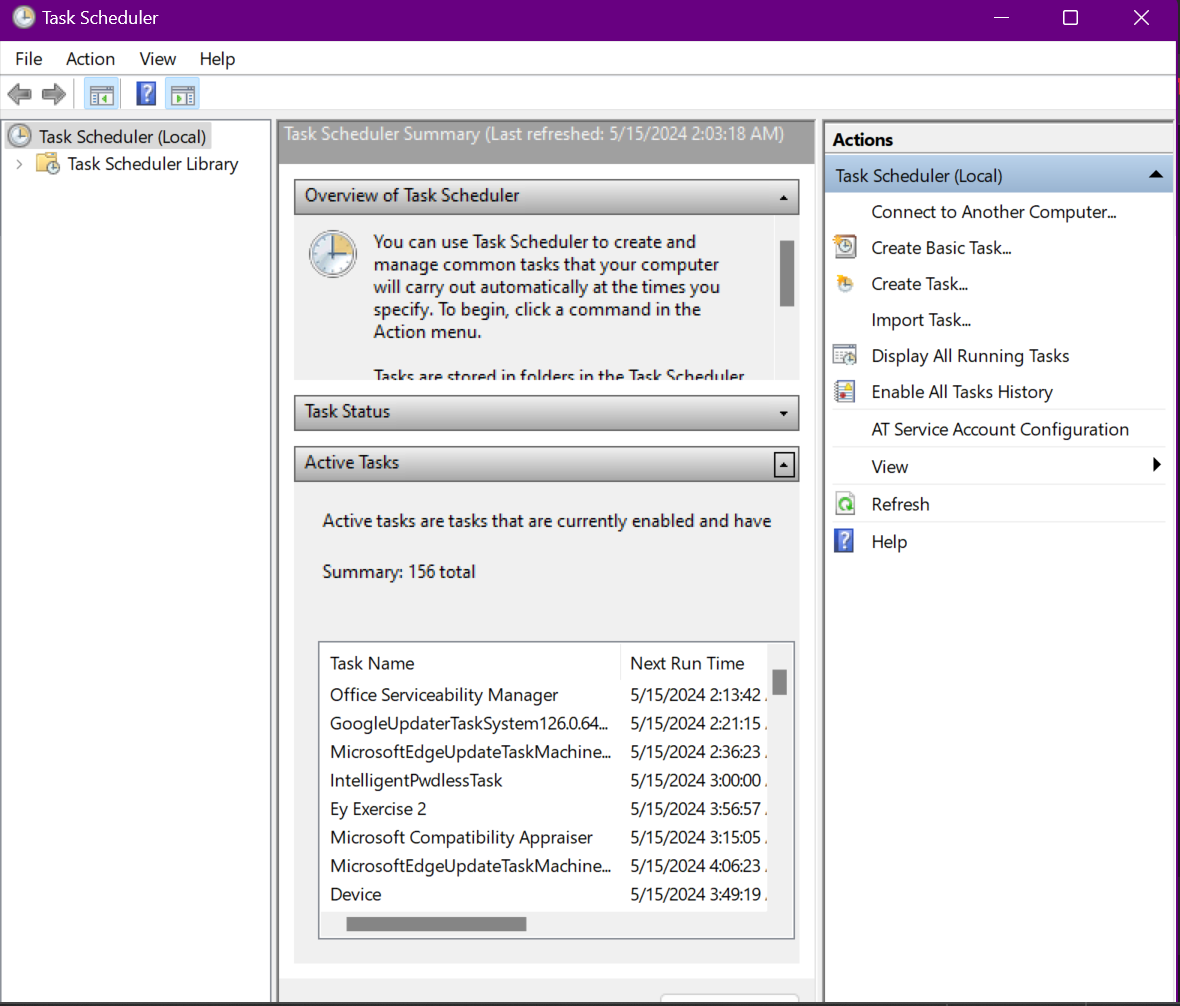 Task Scheduler
File Action View Help
Task Scheduler (Local)
Task Scheduler Library
Task Scheduler Summary (Last refreshed: 5/15/2024 2:03:18 AM)
Overview of Task Scheduler
You can use Task Scheduler to create and
manage common tasks that your computer
will carry out automatically at the times you
specify. To begin, click a command in the
Action menu.
Tasks are stored in folders in the Task Scheduler
Task Status
Active Tasks
Active tasks are tasks that are currently enabled and have
Summary: 156 total
Task Name Next Run Time
Office Serviceability Manager 5/15/2024 2:13:42
GoogleUpdaterTaskSystem126.0.64... 5/15/2024 2:21:15
MicrosoftEdgeUpdateTaskMachine... 5/15/2024 2:36:23
IntelligentPwdlessTask 5/15/2024 3:00:00
Ey Exercise 2 5/15/2024 3:56:57
Microsoft Compatibility Appraiser 5/15/2024 3:15:05
MicrosoftEdgeUpdateTaskMachine... 5/15/2024 4:06:23
Device 5/15/2024 3:49:19
Actions
Task Scheduler (Local)
Connect to Another Computer...
Create Basic Task...
Create Task...
Import Task...
Display All Running Tasks
Enable All Tasks History
AT Service Account Configuration
View
Refresh
Help